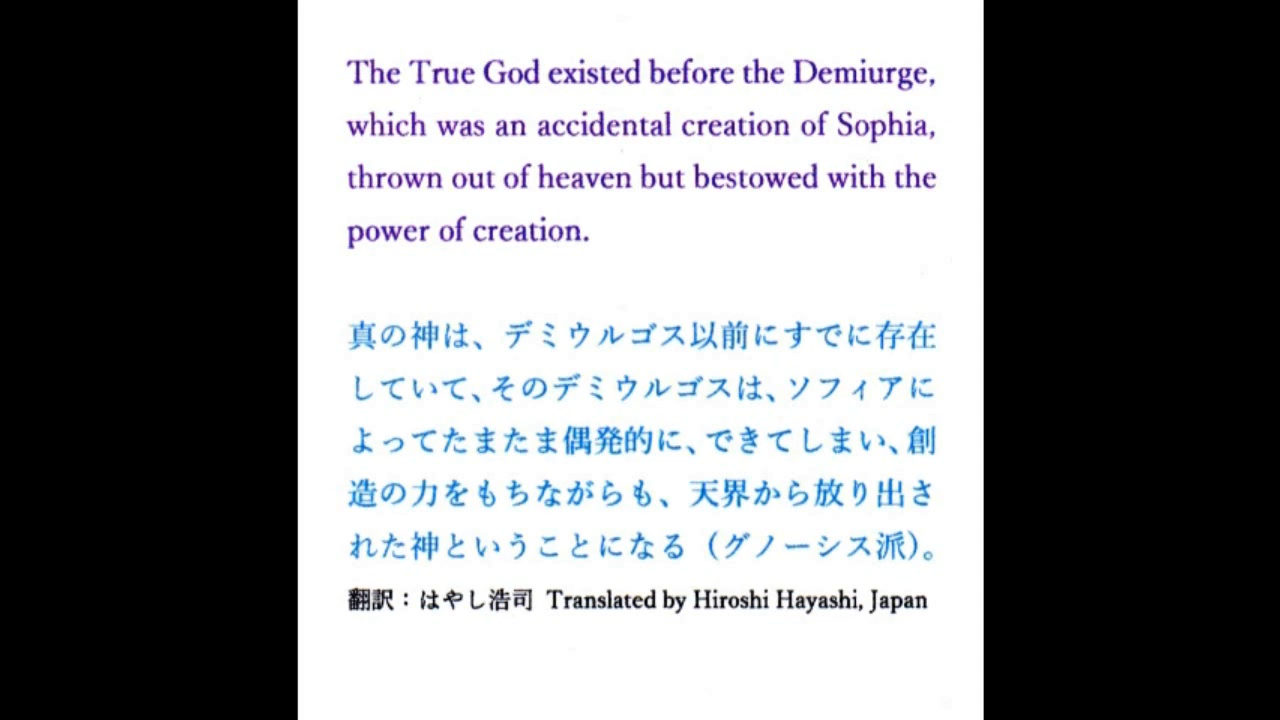 The True God existed before the Demiurge,
which was an accidental creation of Sophia,
thrown out of heaven but bestowed with the
power of creation.
真の神は、デミウルゴス以前にすでに存在
していて、そのデミウルゴスは、ソフィアに
よってたまたま偶発的に、できてしまい、創
造の力をもちながらも、天界から放り出さ
れた神ということになる（グノーシス派）。
翻訳：はやし浩司 Translated by Hiroshi Hayashi, Japan